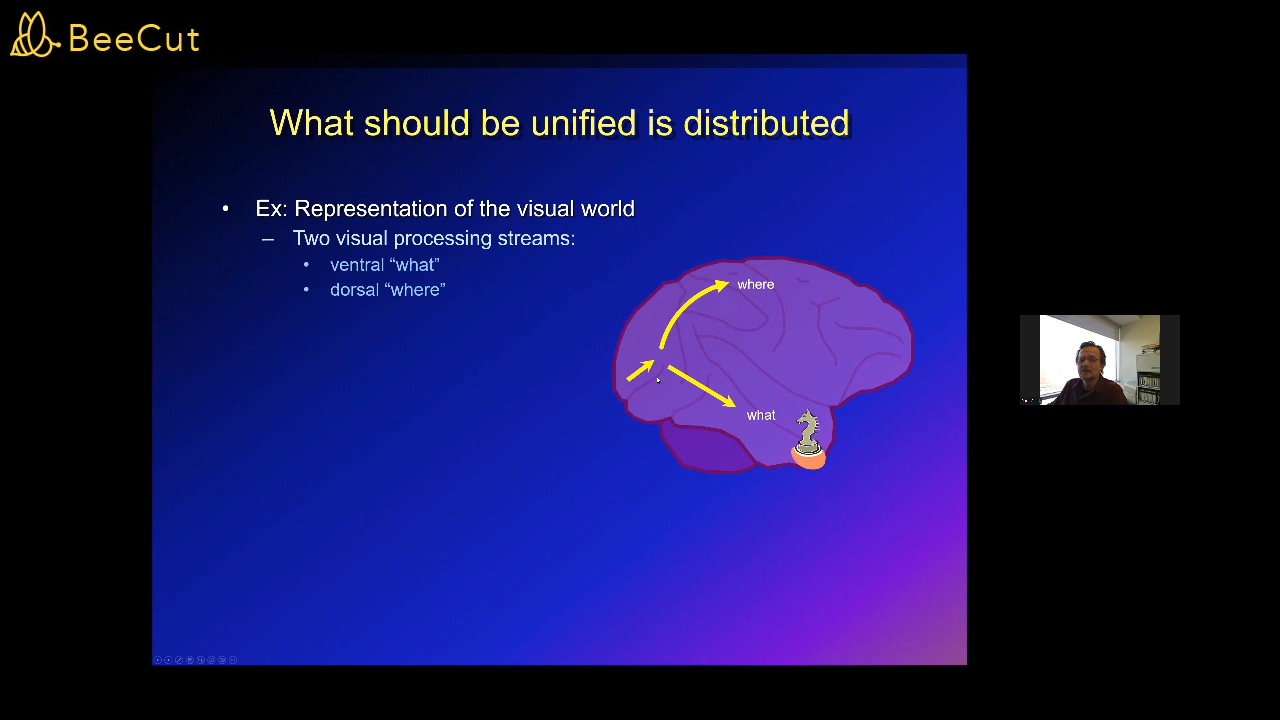 BeeCut
What should be unified is distributed
• Ex: Representation of the visual world
– Two visual processing streams:
• ventral “what”
• dorsal “where”
where
what